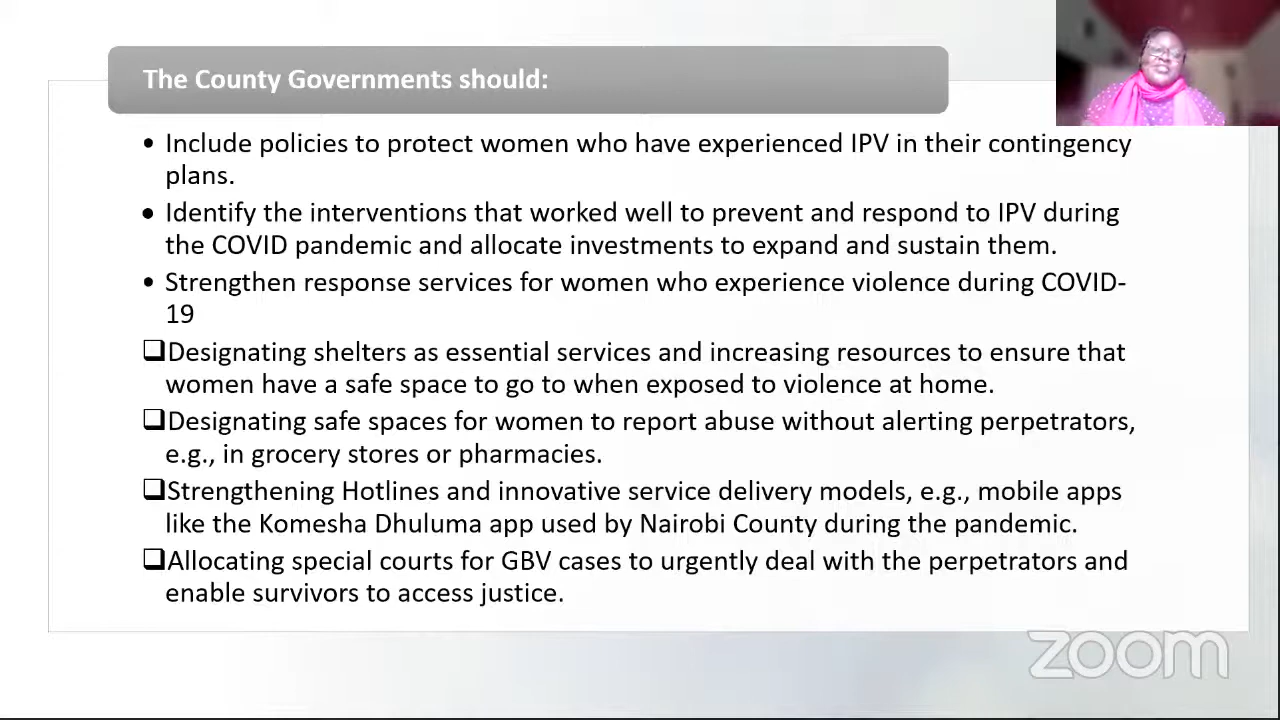 The County Governments should:
• Include policies to protect women who have experienced IPV in their contingency
plans.
• Identify the interventions that worked well to prevent and respond to IPV during
the COVID pandemic and allocate investments to expand and sustain them.
• Strengthen response services for women who experience violence during COVID-
19
❑Designating shelters as essential services and increasing resources to ensure that
women have a safe space to go to when exposed to violence at home.
❑Designating safe spaces for women to report abuse without alerting perpetrators,
e.g., in grocery stores or pharmacies.
❑Strengthening Hotlines and innovative service delivery models, e.g., mobile apps
like the Komesha Dhuluma app used by Nairobi County during the pandemic.
❑Allocating special courts for GBV cases to urgently deal with the perpetrators and
enable survivors to access justice.
zoom